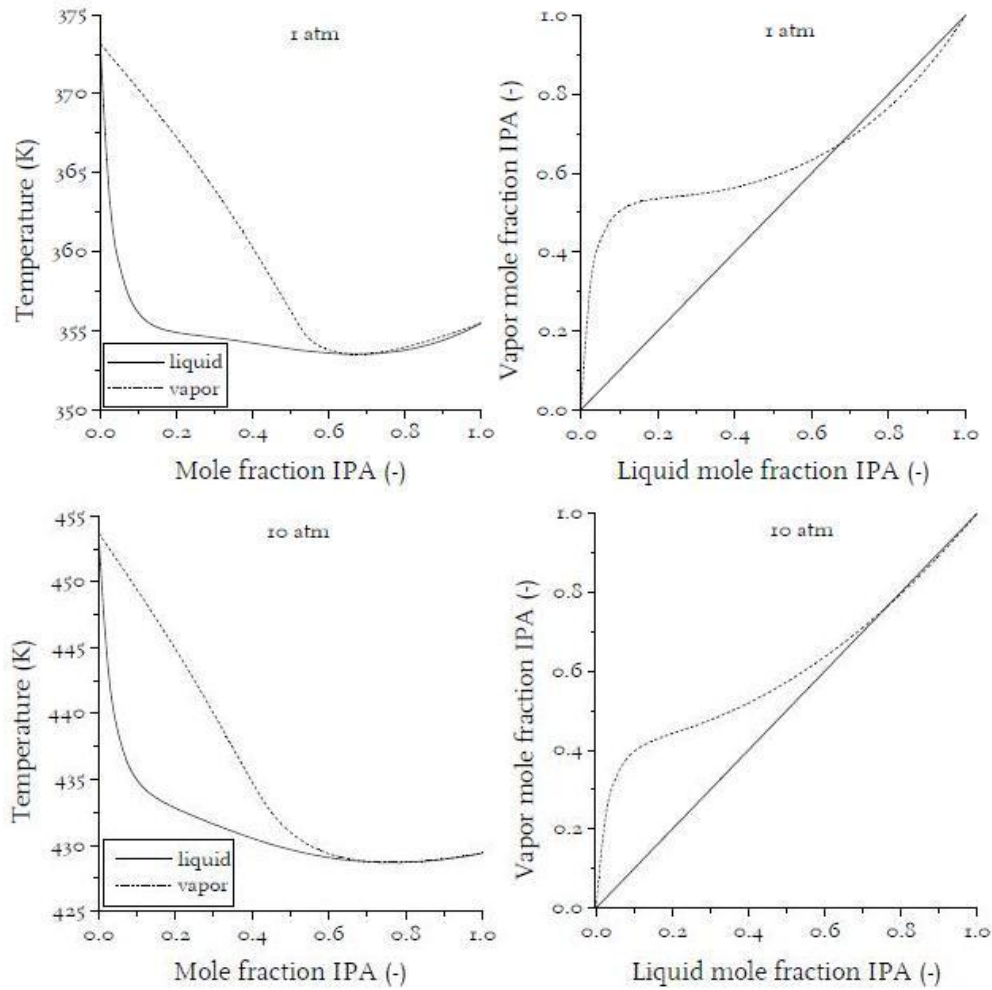 1 atm
375
370
365
360
355
350
Temperature (K)
liquid
vapor
0.0 0.2 0.4 0.6 0.8 1.0
Mole fraction IPA (-)
1 atm
1.0
0.8
0.6
0.4
0.2
0.0
Vapor mole fraction IPA (-)
0.0 0.2 0.4 0.6 0.8 1.0
Liquid mole fraction IPA (-)
10 atm
455
450
445
440
435
430
425
Temperature (K)
liquid
vapor
0.0 0.2 0.4 0.6 0.8 1.0
Mole fraction IPA (-)
10 atm
1.0
0.8
0.6
0.4
0.2
0.0
Vapor mole fraction IPA (-)
0.0 0.2 0.4 0.6 0.8 1.0
Liquid mole fraction IPA (-)